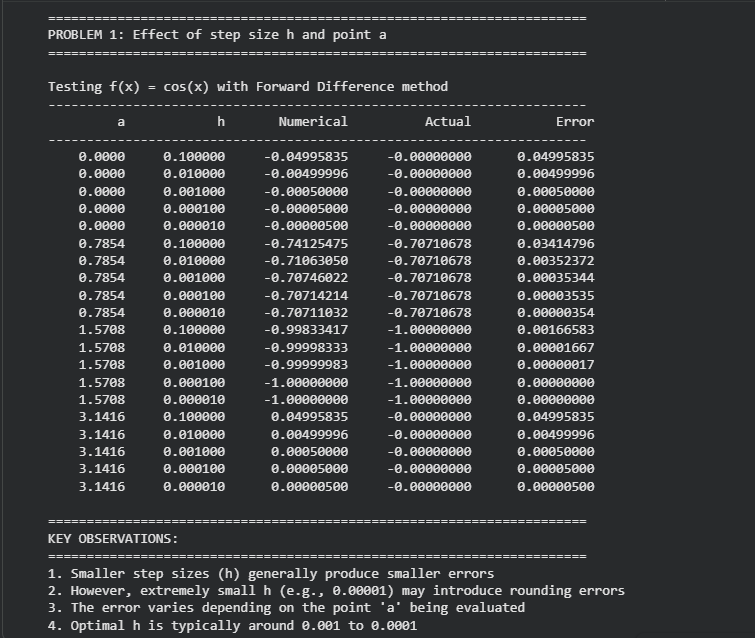 ======================================================================
PROBLEM 1: Effect of step size h and point a
======================================================================
Testing f(x) = cos(x) with Forward Difference method
----------------------------------------------------------------------
a h Numerical Actual Error
----------------------------------------------------------------------
0.0000 0.100000 -0.04995835 -0.00000000 0.04995835
0.0000 0.010000 -0.00499996 -0.00000000 0.00499996
0.0000 0.001000 -0.00050000 -0.00000000 0.00050000
0.0000 0.000100 -0.00005000 -0.00000000 0.00005000
0.0000 0.000010 -0.00000500 -0.00000000 0.00000500
0.7854 0.100000 -0.74125475 -0.70710678 0.03414796
0.7854 0.010000 -0.71063050 -0.70710678 0.00352372
0.7854 0.001000 -0.70746022 -0.70710678 0.00035344
0.7854 0.000100 -0.70714214 -0.70710678 0.00003535
0.7854 0.000010 -0.70711032 -0.70710678 0.00000354
1.5708 0.100000 -0.99833417 -1.00000000 0.00166583
1.5708 0.010000 -0.99998333 -1.00000000 0.00001667
1.5708 0.001000 -0.99999983 -1.00000000 0.00000017
1.5708 0.000100 -1.00000000 -1.00000000 0.00000000
1.5708 0.000010 -1.00000000 -1.00000000 0.00000000
3.1416 0.100000 0.04995835 -0.00000000 0.04995835
3.1416 0.010000 0.00499996 -0.00000000 0.00499996
3.1416 0.001000 0.00050000 -0.00000000 0.00050000
3.1416 0.000100 0.00005000 -0.00000000 0.00005000
3.1416 0.000010 0.00000500 -0.00000000 0.00000500
======================================================================
KEY OBSERVATIONS:
======================================================================
1. Smaller step sizes (h) generally produce smaller errors
2. However, extremely small h (e.g., 0.00001) may introduce rounding errors
3. The error varies depending on the point 'a' being evaluated
4. Optimal h is typically around 0.001 to 0.0001